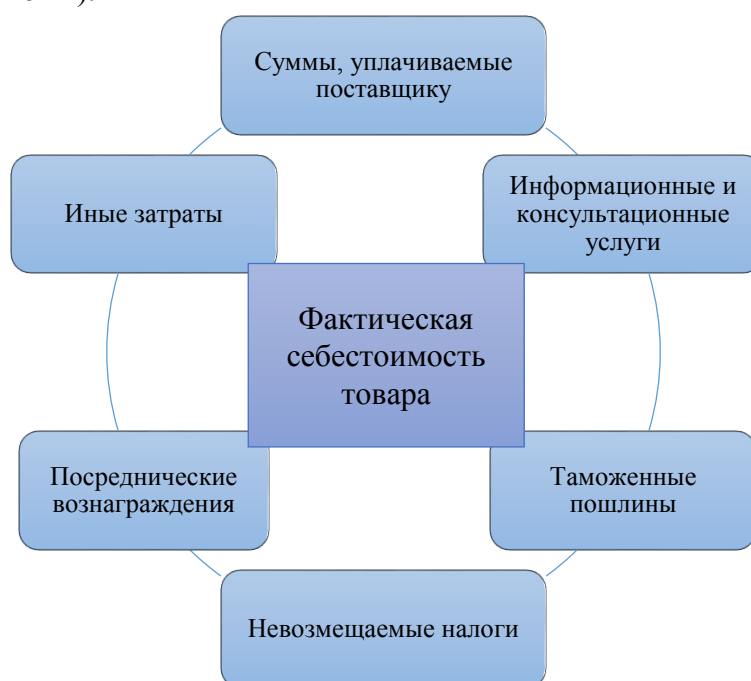 Суммы, уплачиваемые
поставщику
Информационные и
консультационные
услуги
Таможенные
пошлины
Невозмещаемые налоги
Посреднические
вознаграждения
Иные затраты
Фактическая
себестоимость
товара